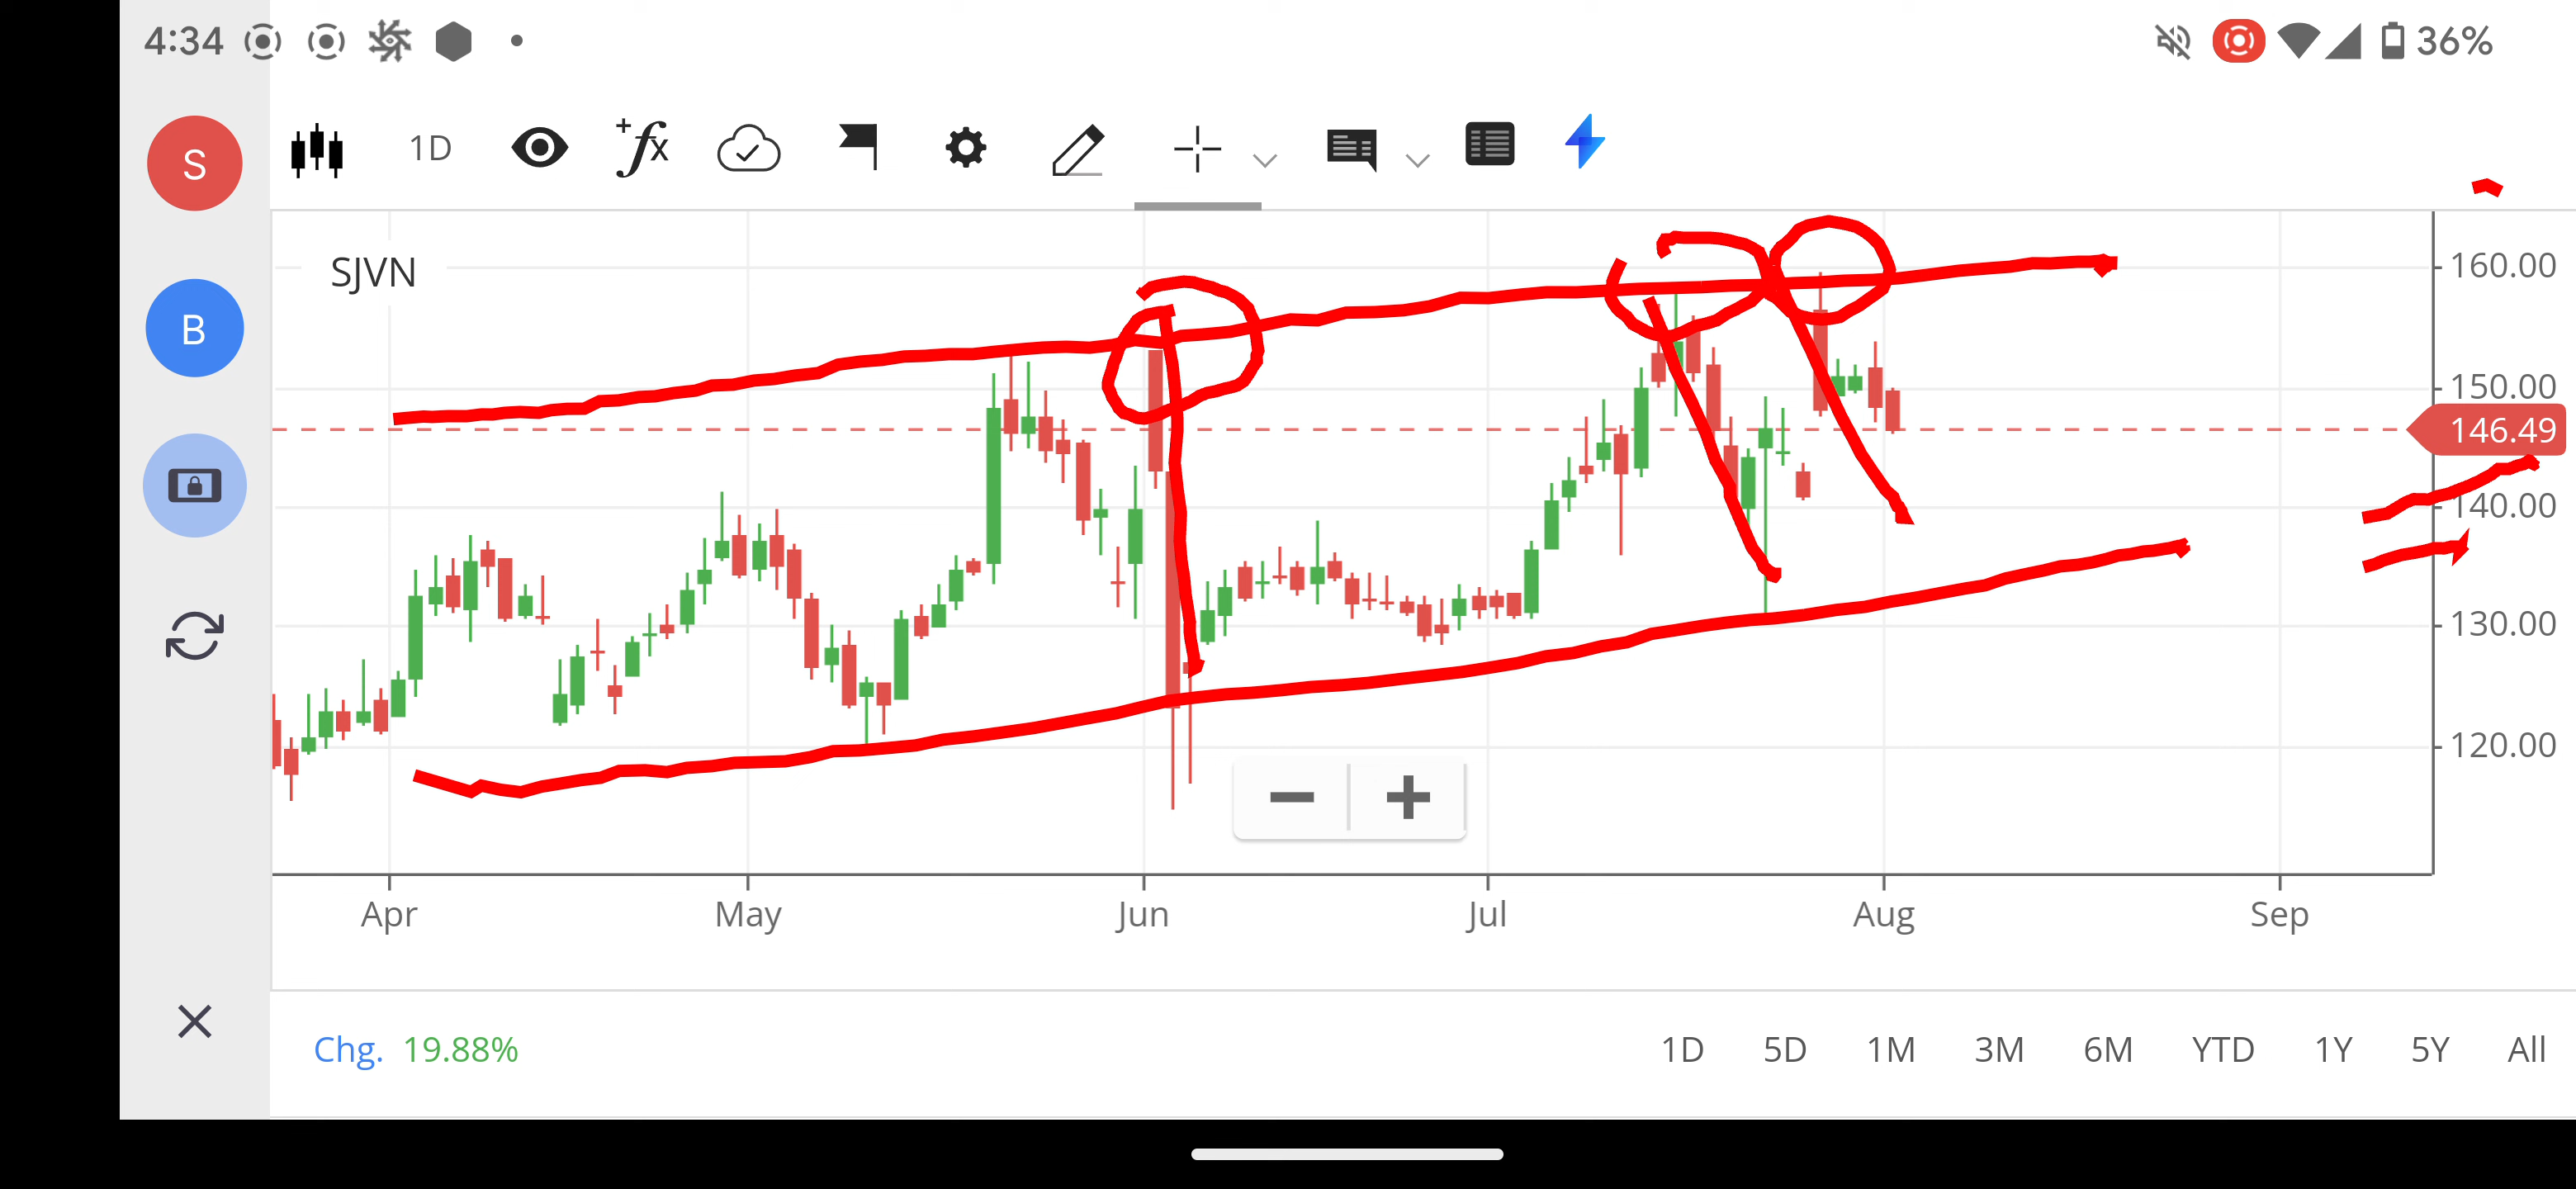 4:34 36%
S
B
1D
fx
SJVN
160.00
150.00
146.49
140.00
130.00
120.00
Apr May Jun Jul Aug Sep
Chg. 19.88% 1D 5D 1M 3M 6M YTD 1Y 5Y All